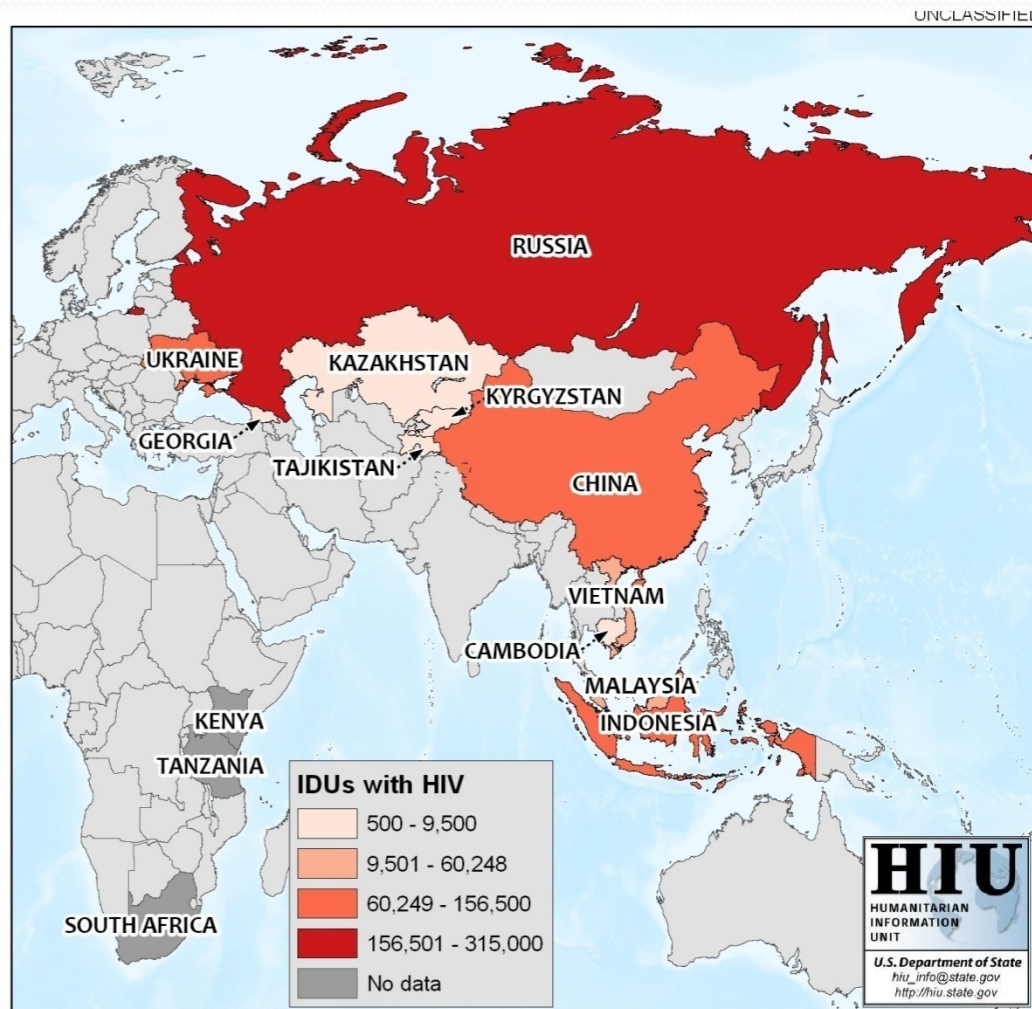 UNCLASSIFIED
RUSSIA
UKRAINE
KAZAKHSTAN
KYRGYZSTAN
GEORGIA
TAJIKISTAN
CHINA
VIETNAM
CAMBODIA
MALAYSIA
INDONESIA
KENYA
TANZANIA
SOUTH AFRICA
IDUs with HIV
500 - 9,500
9,501 - 60,248
60,249 - 156,500
156,501 - 315,000
No data
HIU
HUMANITARIAN
INFORMATION
UNIT
U.S. Department of State
hiu_info@state.gov
http://hiu.state.gov